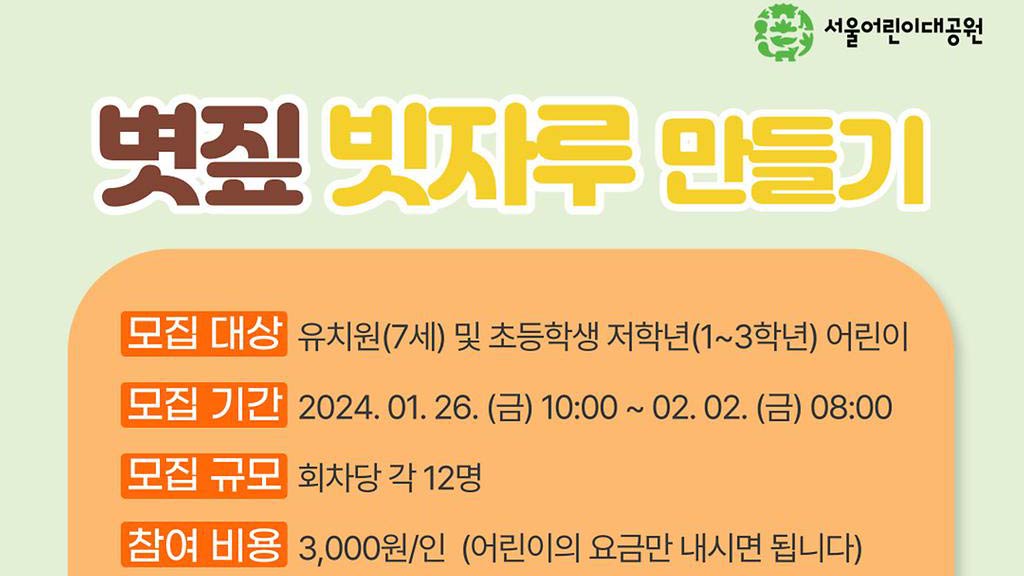 서울어린이대공원
볏짚 빗자루 만들기
모집 대상 유치원(7세) 및 초등학생 저학년(1~3학년) 어린이
모집 기간 2024. 01. 26. (금) 10:00 ~ 02. 02. (금) 08:00
모집 규모 회차당 각 12명
참여 비용 3,000원/인 (어린이의 요금만 내시면 됩니다)